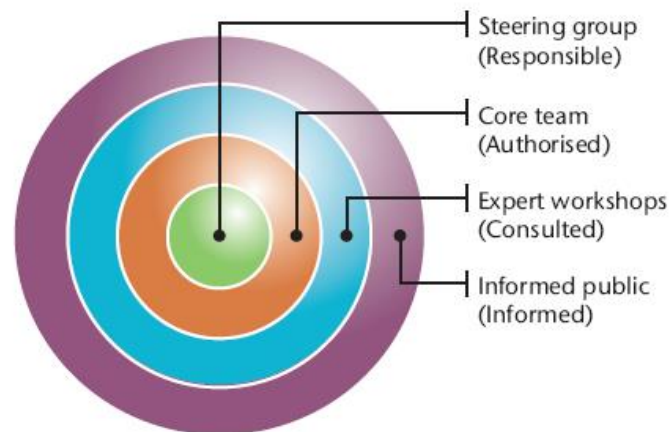 Steering group
(Responsible)
Core team
(Authorised)
Expert workshops
(Consulted)
Informed public
(Informed)